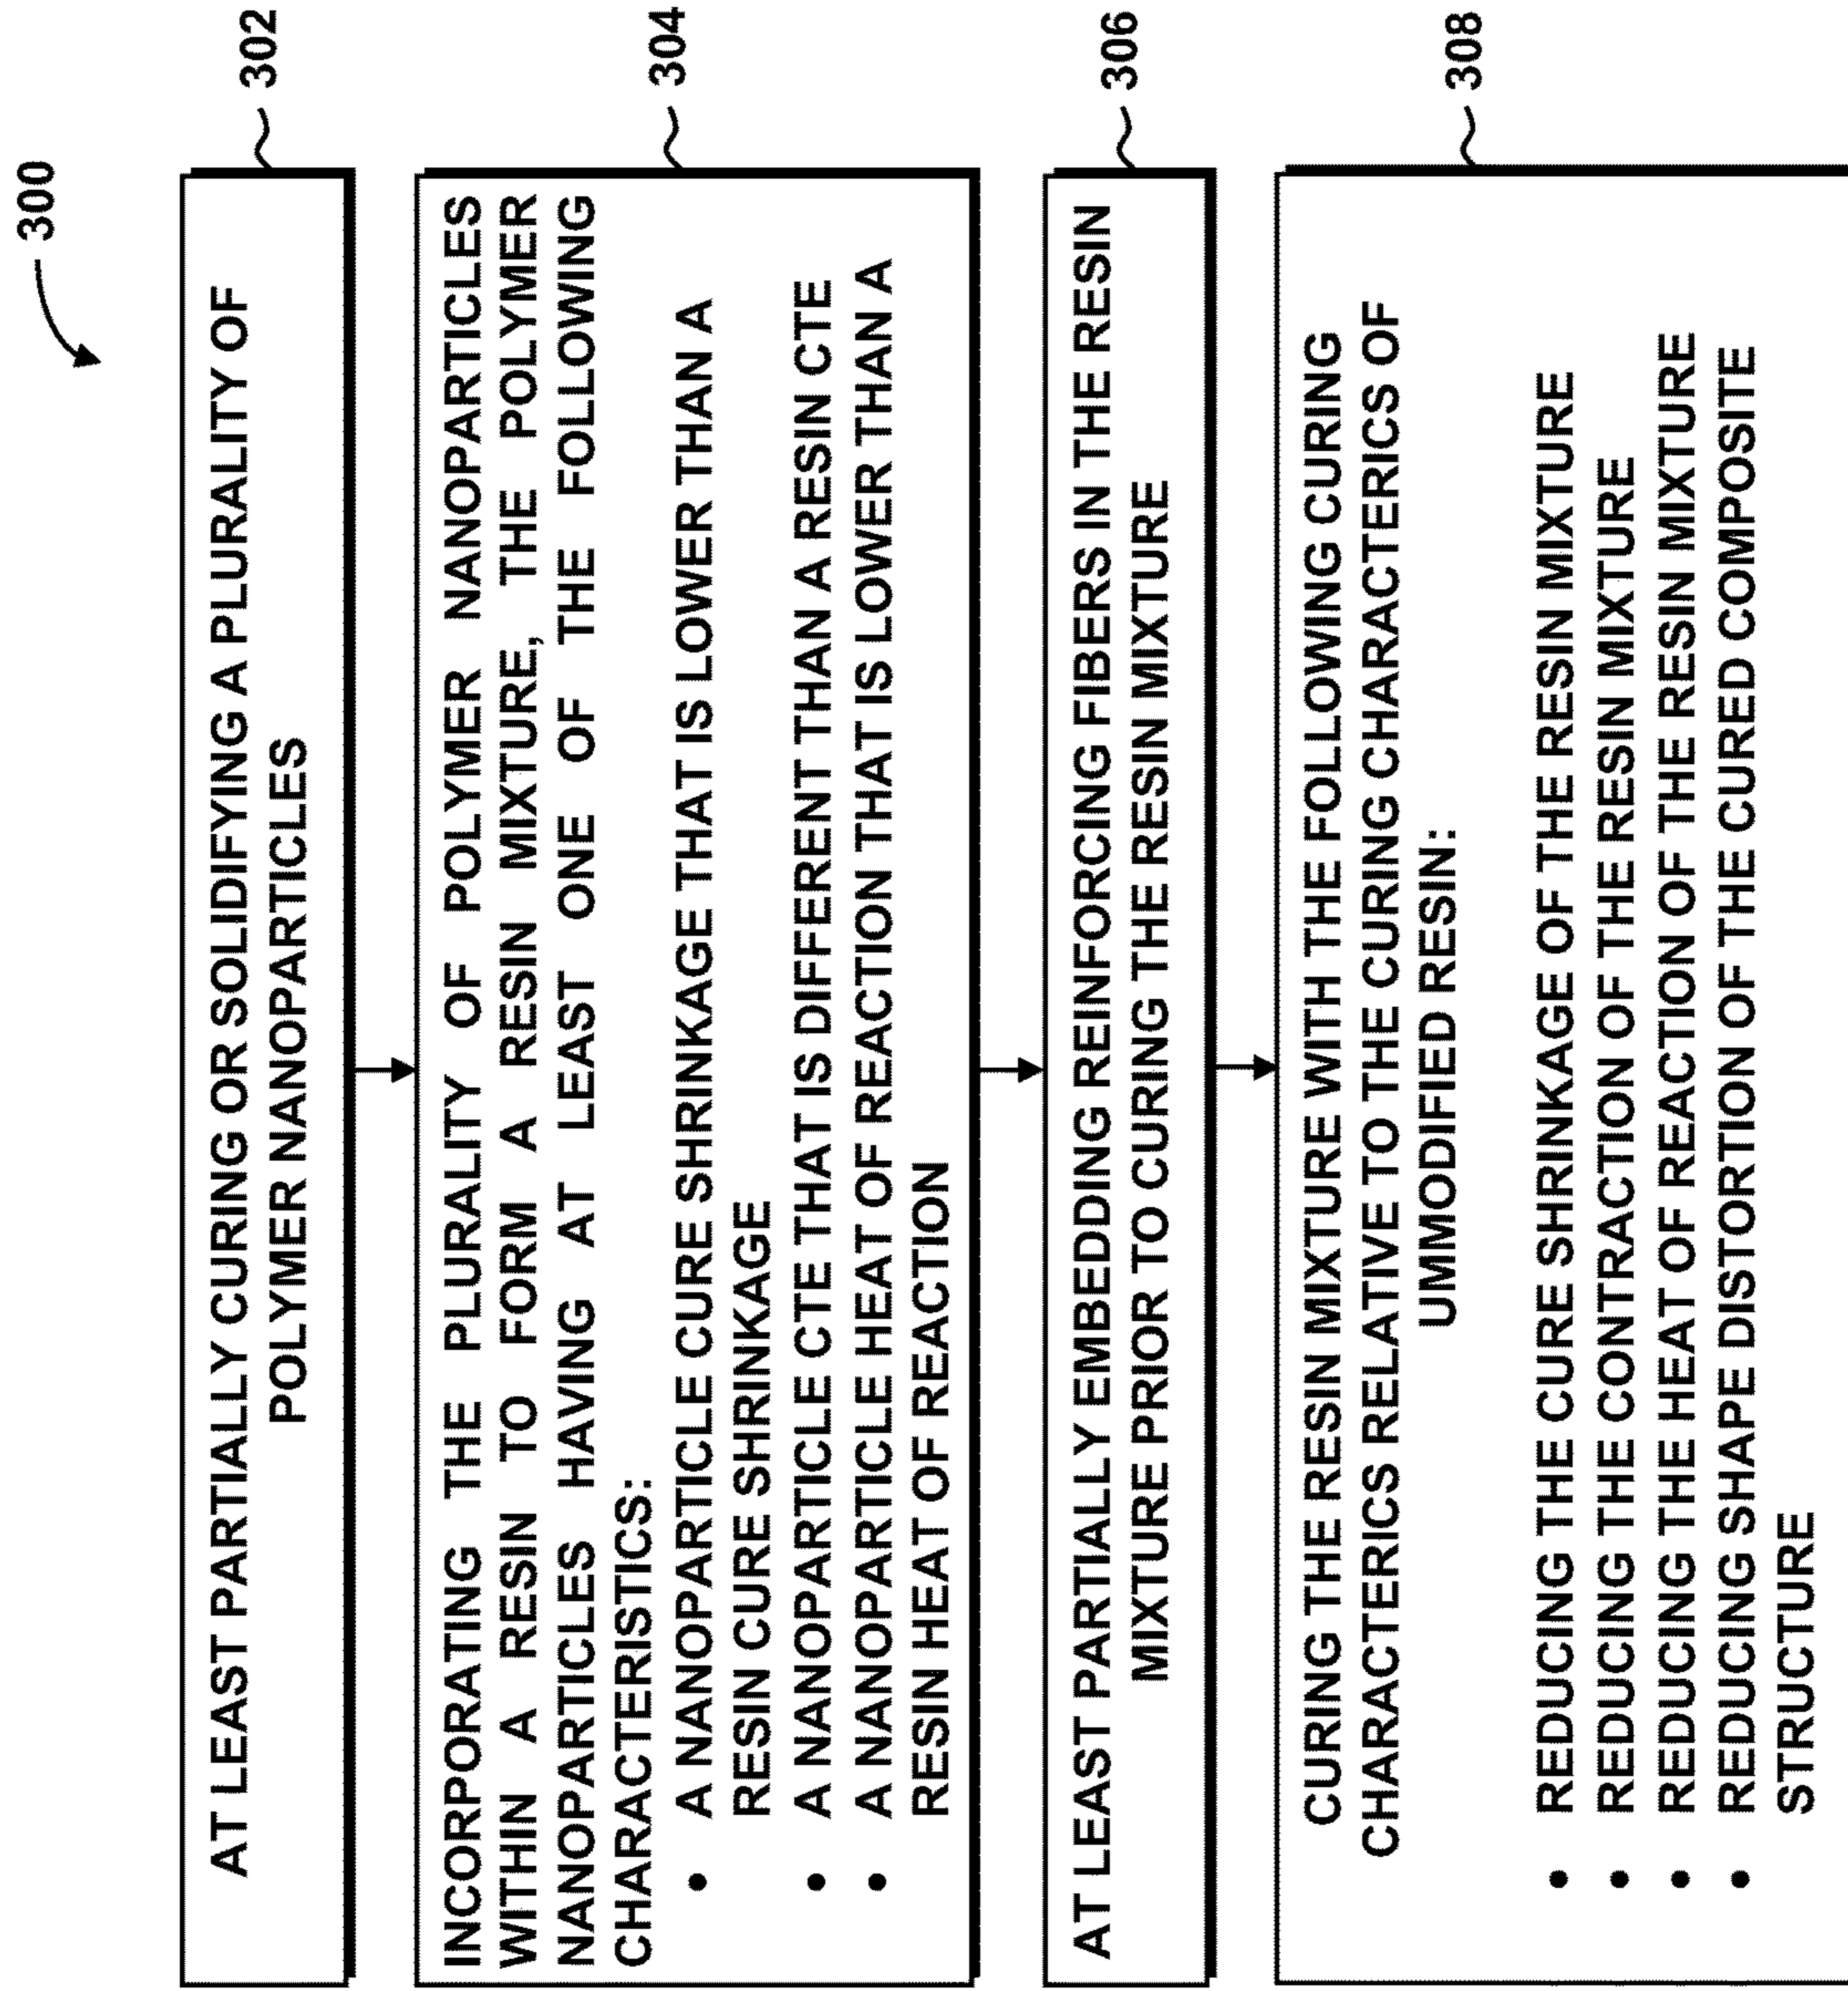 300
AT LEAST PARTIALLY CURING OR SOLIDIFYING A PLURALITY OF
POLYMER NANOPARTICLES
302
INCORPORATING THE PLURALITY OF POLYMER NANOPARTICLES
WITHIN A RESIN TO FORM A RESIN MIXTURE, THE POLYMER
NANOPARTICLES HAVING AT LEAST ONE OF THE FOLLOWING
CHARACTERISTICS:
• A NANOPARTICLE CURE SHRINKAGE THAT IS LOWER THAN A
RESIN CURE SHRINKAGE
• A NANOPARTICLE CTE THAT IS DIFFERENT THAN A RESIN CTE
• A NANOPARTICLE HEAT OF REACTION THAT IS LOWER THAN A
RESIN HEAT OF REACTION
304
AT LEAST PARTIALLY EMBEDDING REINFORCING FIBERS IN THE RESIN
MIXTURE PRIOR TO CURING THE RESIN MIXTURE
306
CURING THE RESIN MIXTURE WITH THE FOLLOWING CURING
CHARACTERICS RELATIVE TO THE CURING CHARACTERICS OF
UMMODIFIED RESIN:
• REDUCING THE CURE SHRINKAGE OF THE RESIN MIXTURE
• REDUCING THE CONTRACTION OF THE RESIN MIXTURE
• REDUCING THE HEAT OF REACTION OF THE RESIN MIXTURE
• REDUCING SHAPE DISTORTION OF THE CURED COMPOSITE
STRUCTURE
308